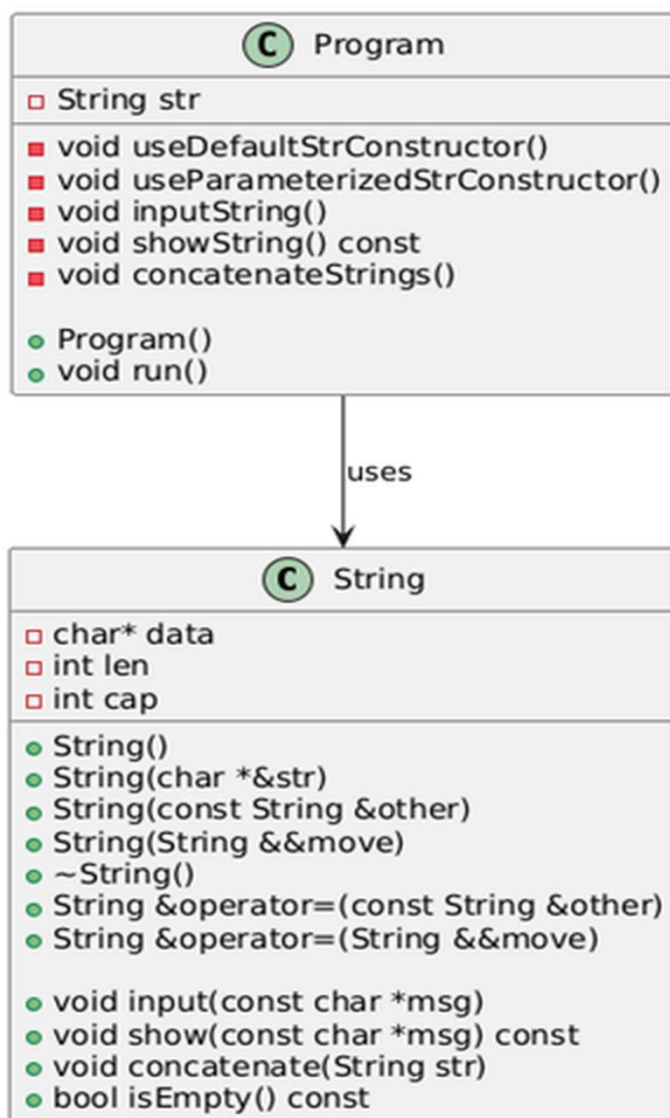 C Program
String str
void useDefaultStrConstructor()
void useParameterizedStrConstructor()
void inputString()
void showString() const
void concatenateStrings()
Program()
void run()
uses
C String
char* data
int len
int cap
String()
String(char *&str)
String(const String &other)
String(String &&move)
~String()
String &operator=(const String &other)
String &operator=(String &&move)
void input(const char *msg)
void show(const char *msg) const
void concatenate(String str)
bool isEmpty() const